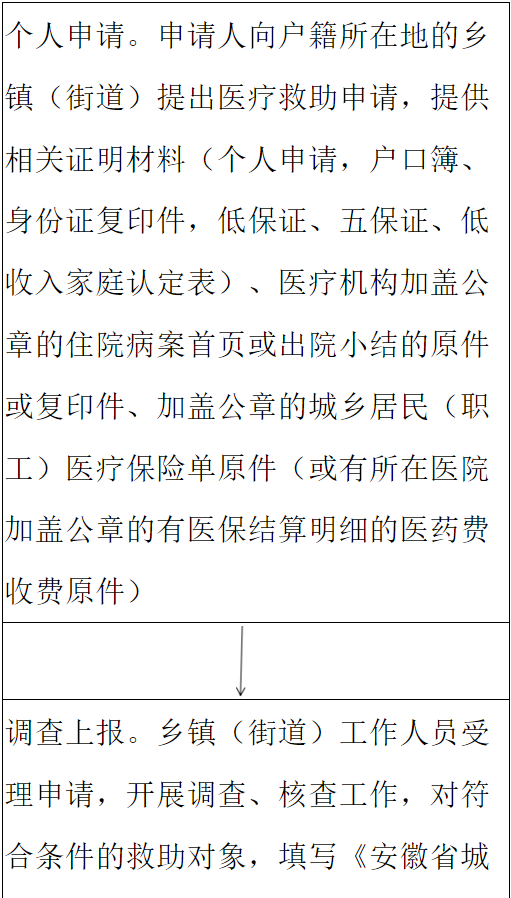 个人申请。申请人向户籍所在地的乡
镇（街道）提出医疗救助申请，提供
相关证明材料（个人申请，户口簿、
身份证复印件，低保证、五保证、低
收入家庭认定表）、医疗机构加盖公
章的住院病案首页或出院小结的原件
或复印件、加盖公章的城乡居民（职
工）医疗保险单原件（或有所在医院
加盖公章的有医保结算明细的医药费
收费原件）
调查上报。乡镇（街道）工作人员受
理申请，开展调查、核查工作，对符
合条件的救助对象，填写《安徽省城